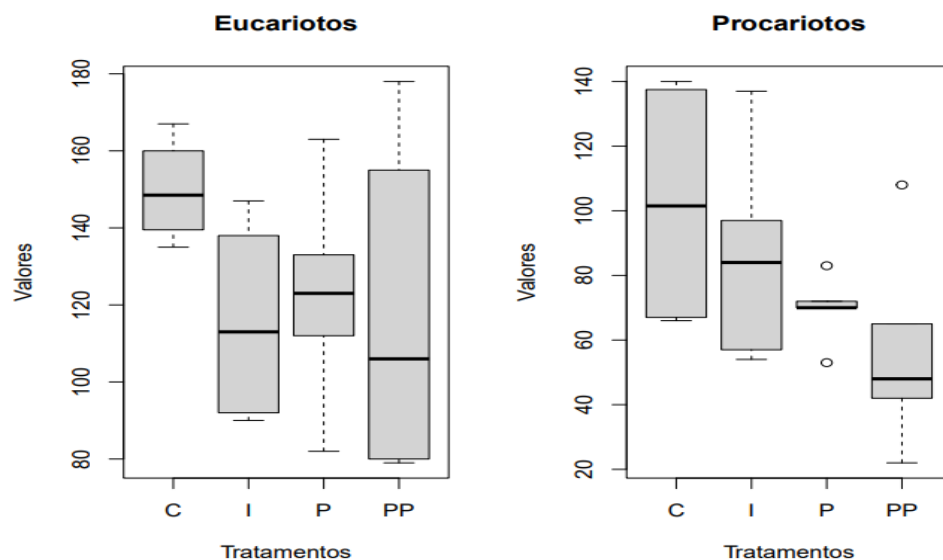 Eucariotos
Valores
180
160
140
120
100
80
C I P PP
Tratamentos
Procariotos
Valores
140
120
100
80
60
40
20
C I P PP
Tratamentos